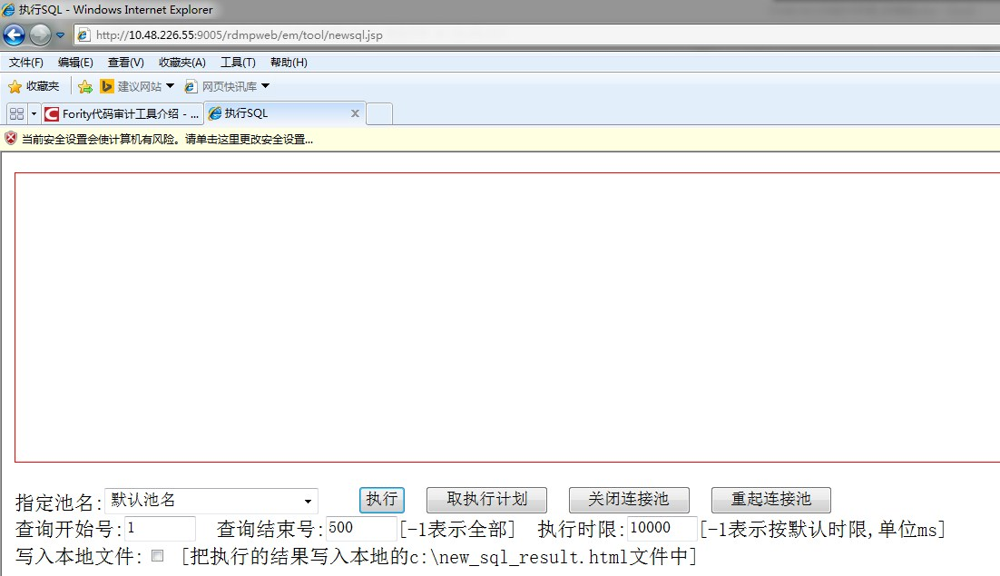 执行SQL - Windows Internet Explorer
http://10.48.226.55:9005/rdmpweb/em/tool/newsql.jsp
文件(F) 编辑(E) 查看(V) 收藏夹(A) 工具(T) 帮助(H)
收藏夹 建议网站 网页快讯库
Fority代码审计工具介绍 - ... 执行SQL
当前安全设置会使计算机有风险。请单击这里更改安全设置...
指定池名: 默认池名 执行 取执行计划 关闭连接池 重起连接池
查询开始号: 1 查询结束号: 500 [-1表示全部] 执行时限: 10000 [-1表示按默认时限,单位ms]
写入本地文件: [把执行的结果写入本地的c:\new_sql_result.html文件中]